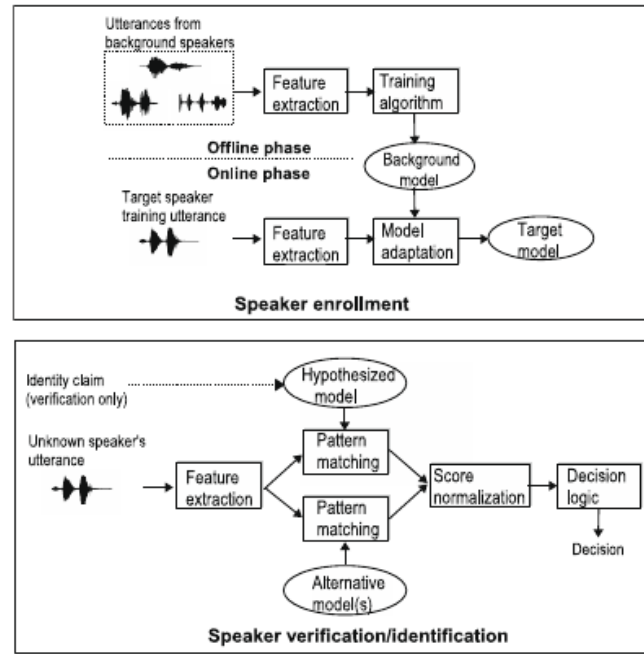 Utterances from
background speakers
Feature
extraction
Training
algorithm
Offline phase
Online phase
Background
model
Target speaker
training utterance
Feature
extraction
Model
adaptation
Target
model
Speaker enrollment
Identity claim
(verification only)
Hypothesized
model
Unknown speaker's
utterance
Feature
extraction
Pattern
matching
Pattern
matching
Score
normalization
Decision
logic
Decision
Alternative
model(s)
Speaker verification/identification